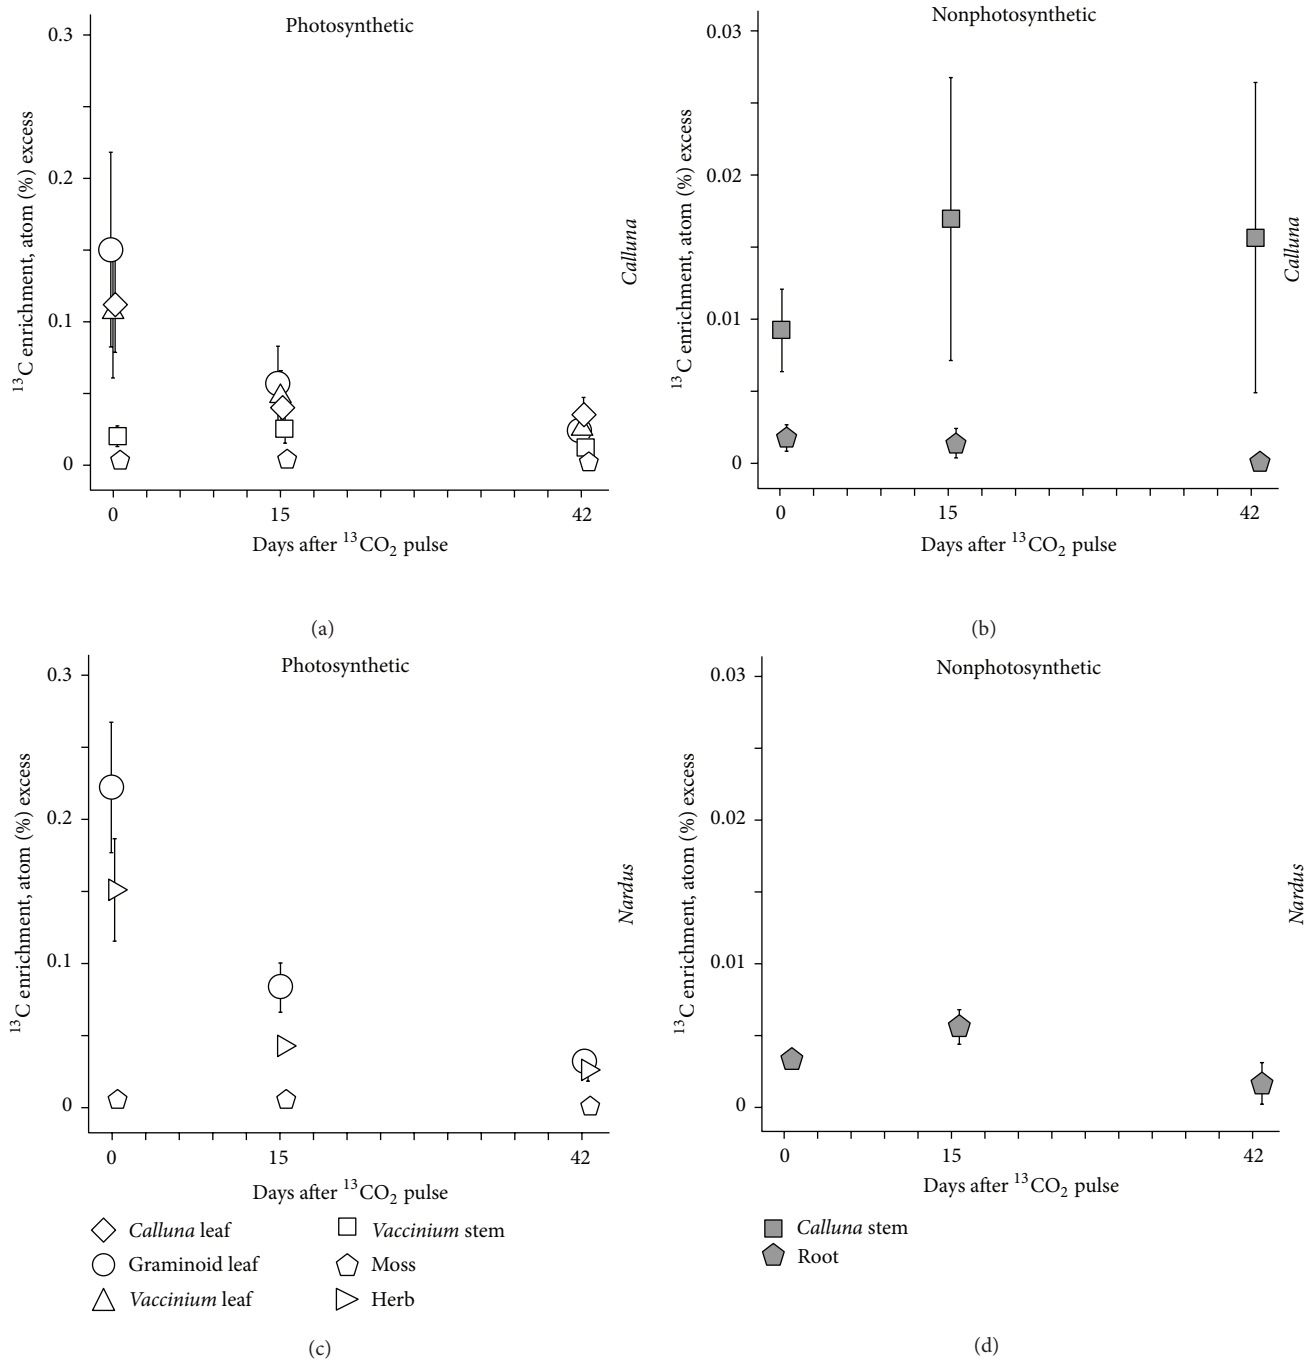 Photosynthetic
0.3
0.2
0.1
0
¹³C enrichment, atom (%) excess
Calluna
0 15 42
Days after ¹³CO₂ pulse
(a)
Nonphotosynthetic
0.03
0.02
0.01
0
¹³C enrichment, atom (%) excess
Calluna
0 15 42
Days after ¹³CO₂ pulse
(b)
Photosynthetic
0.3
0.2
0.1
0
¹³C enrichment, atom (%) excess
Nardus
0 15 42
Days after ¹³CO₂ pulse
Calluna leaf
Graminoid leaf
Vaccinium leaf
Vaccinium stem
Moss
Herb
(c)
Nonphotosynthetic
0.03
0.02
0.01
0
¹³C enrichment, atom (%) excess
Nardus
0 15 42
Days after ¹³CO₂ pulse
Calluna stem
Root
(d)